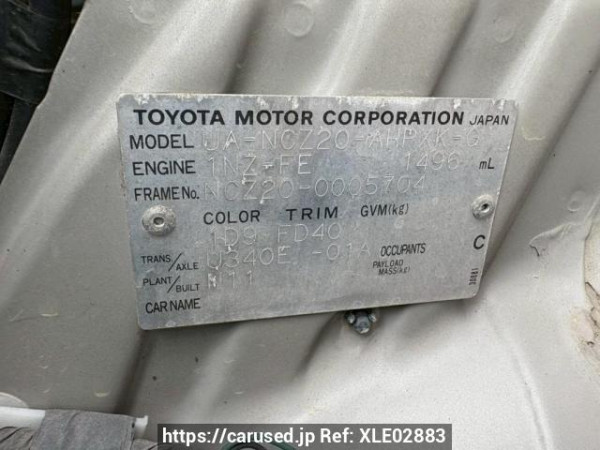 TOYOTA MOTOR CORPORATION JAPAN
MODEL UA-NCZ20-AHPXK-G
ENGINE 1NZ-FE 1496 mL
FRAME No. NCZ20-0005704
COLOR TRIM GVM(kg)
1D9 FD40
TRANS/AXLE U340E -01A OCCUPANTS C
PLANT/BUILT M11 PAYLOAD MASS(kg)
CAR NAME
https://carused.jp Ref: XLE02883